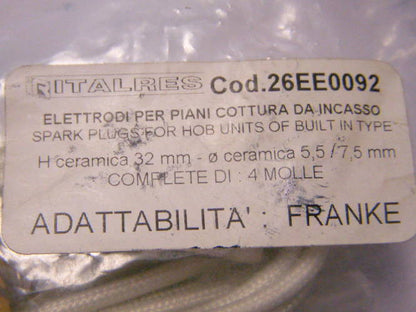 ITALRES Cod.26EE0092
ELETTRODI PER PIANI COTTURA DA INCASSO
SPARK PLUGS FOR HOB UNITS OF BUILT IN TYPE
H ceramica 32 mm - ø ceramica 5,5/7,5 mm
COMPLETE DI : 4 MOLLE
ADATTABILITA' : FRANKE